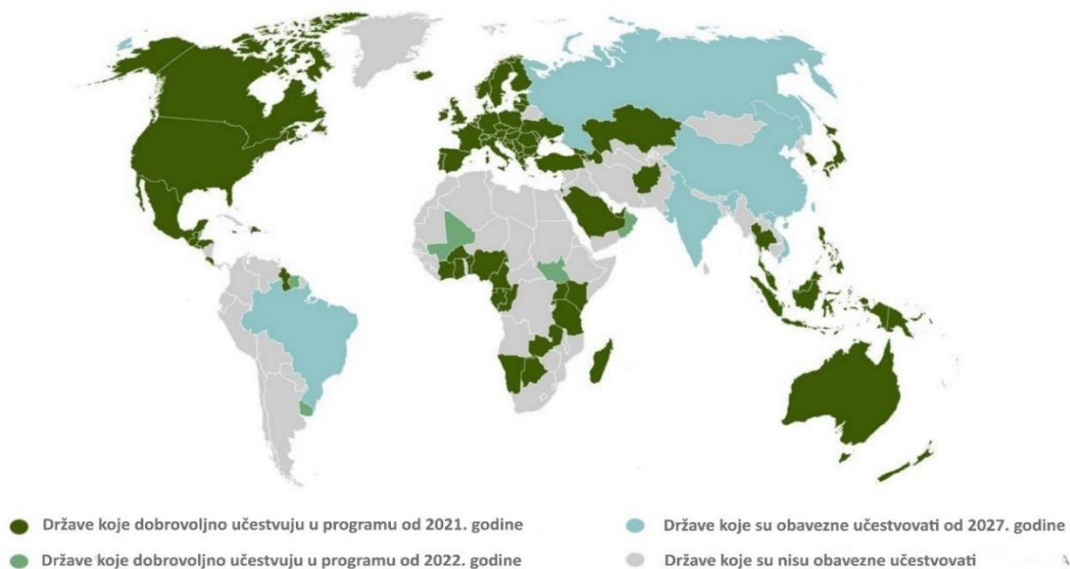 Države koje dobrovoljno učestvuju u programu od 2021. godine
Države koje dobrovoljno učestvuju u programu od 2022. godine
Države koje su obavezne učestvovati od 2027. godine
Države koje su nisu obavezne učestvovati